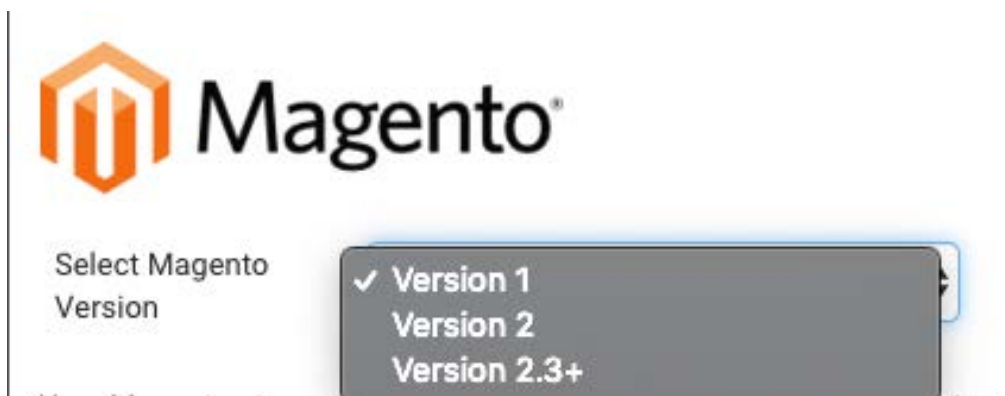 Magento®
Select Magento
Version
✓ Version 1
Version 2
Version 2.3+